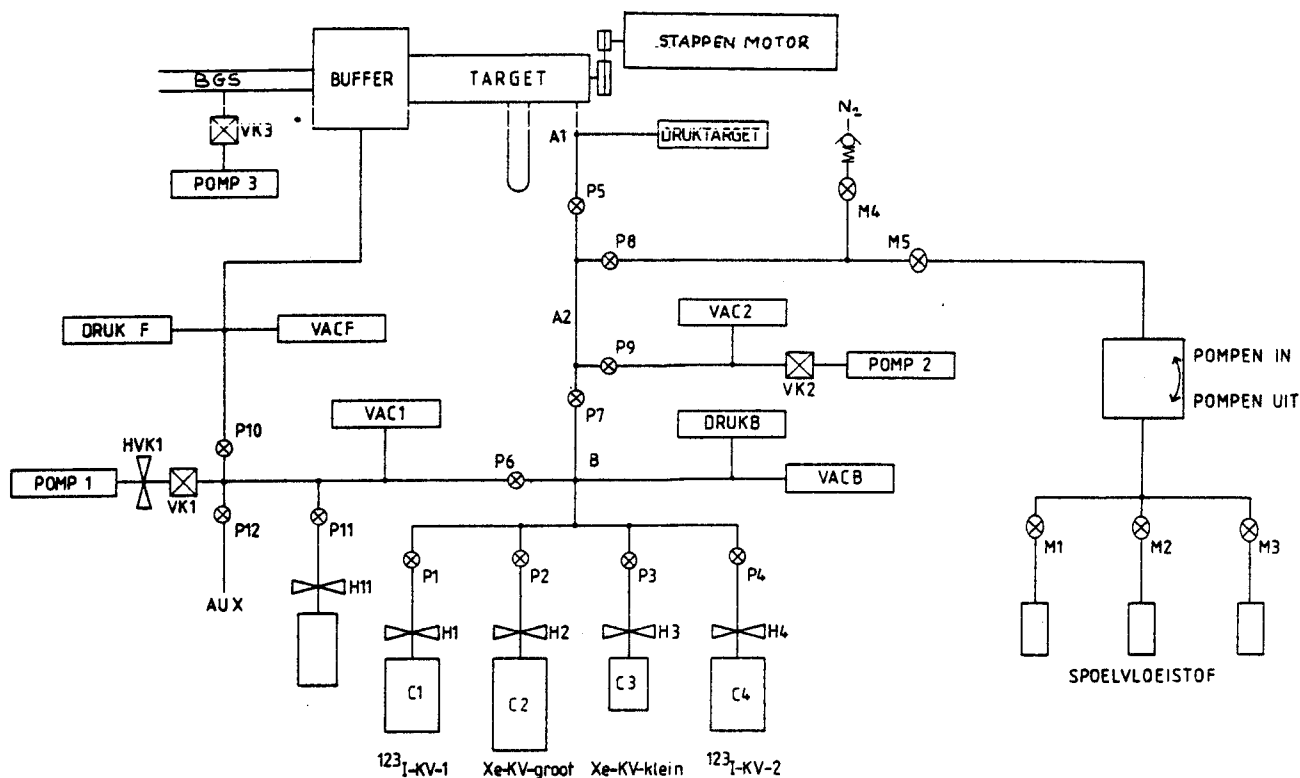 STAPPEN MOTOR
BGS
BUFFER
TARGET
VK3
POMP 3
A1
DRUKTARGET
N2
P5
M4
P8
M5
A2
VAC2
DRUK F
VACF
P9
VK2
POMP 2
POMPEN IN
POMPEN UIT
P7
VAC1
DRUKB
HVK1
P10
P6
B
POMP 1
VK1
VACB
P12
P11
M1
M2
M3
P1
P2
P3
P4
AUX
H11
H1
H2
H3
H4
C1
C2
C3
C4
SPOELVLOEISTOF
123I-KV-1
Xe-KV-groot
Xe-KV-klein
123I-KV-2